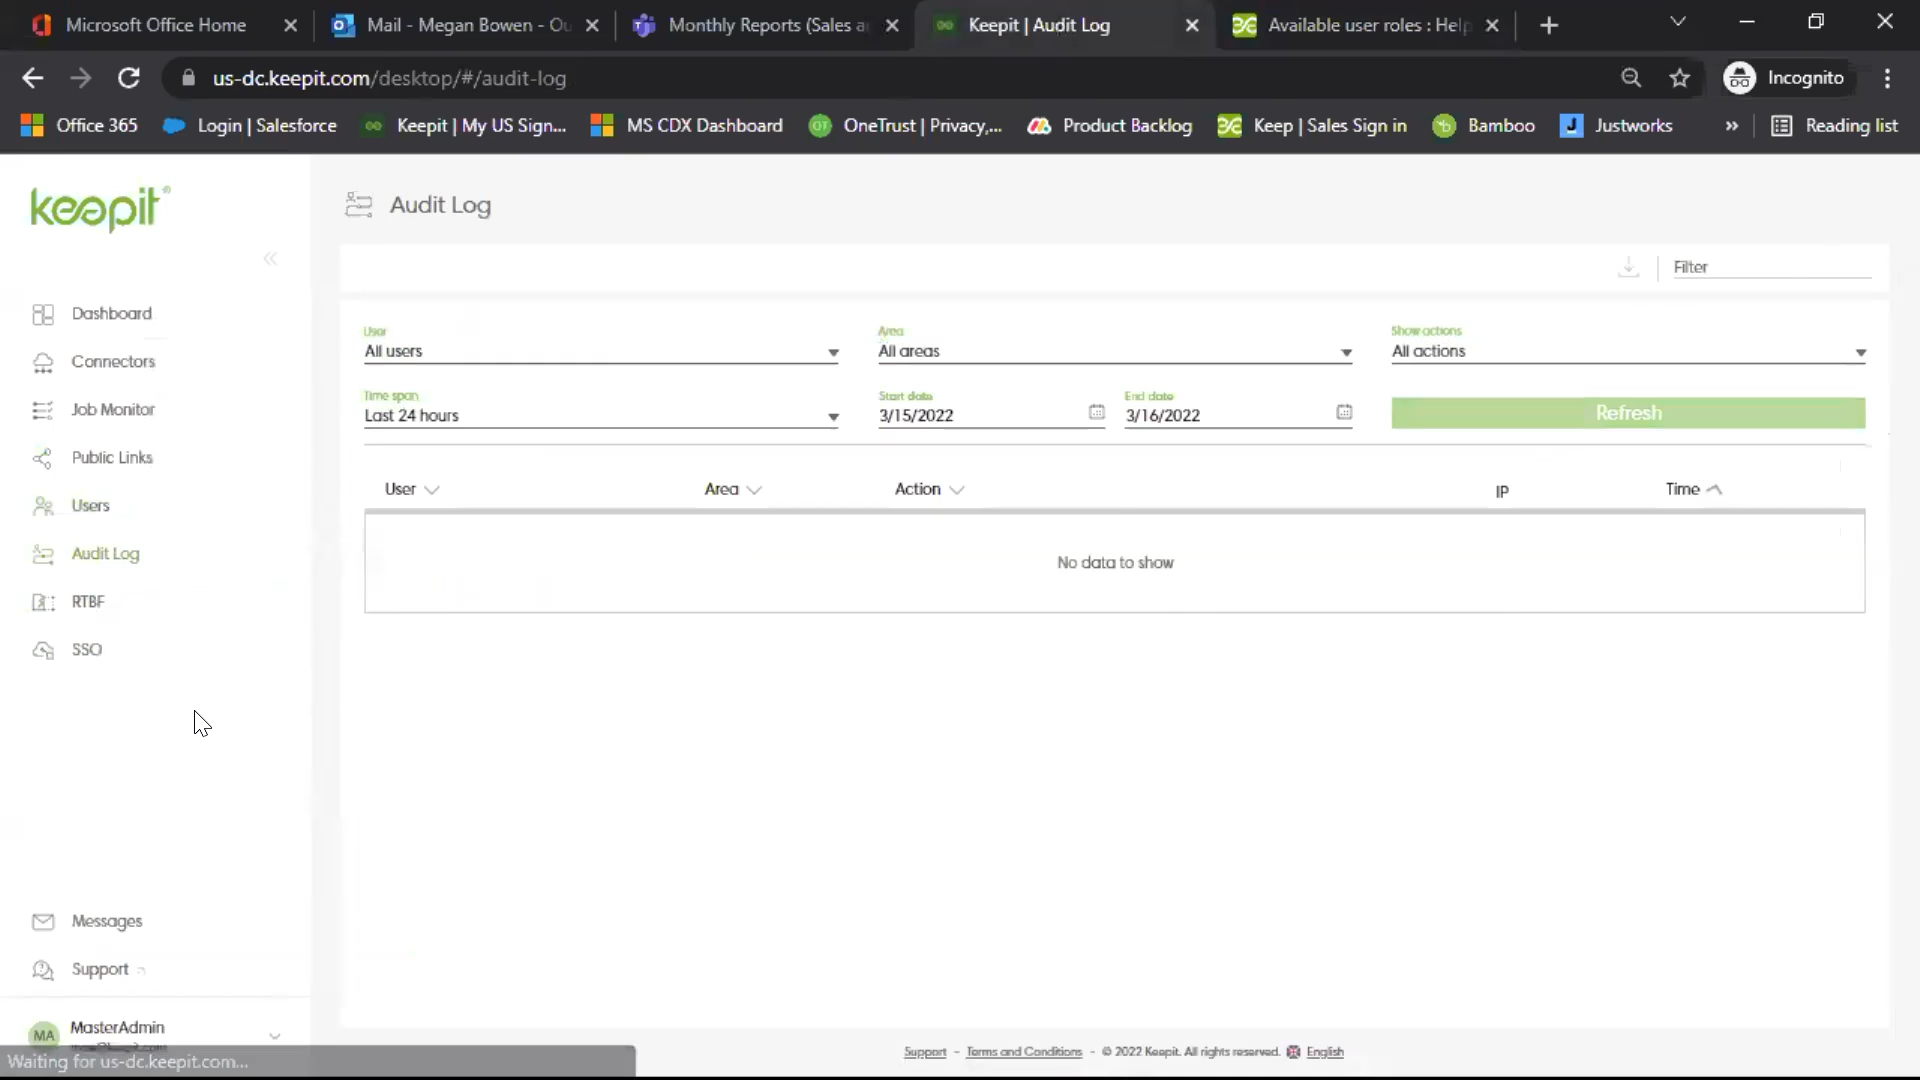 Microsoft Office Home
Mail - Megan Bowen - Ou
Monthly Reports (Sales a
Keepit | Audit Log
Available user roles : Help
us-dc.keepit.com/desktop/#/audit-log
Incognito
Office 365
Login | Salesforce
Keepit | My US Sign...
MS CDX Dashboard
OneTrust | Privacy,...
Product Backlog
Keep | Sales Sign in
Bamboo
Justworks
»
Reading list
keepit®
Audit Log
Filter
Dashboard
Connectors
Job Monitor
Public Links
Users
Audit Log
RTBF
SSO
User
All users
Area
All areas
Show actions
All actions
Time span
Last 24 hours
Start date
3/15/2022
End date
3/16/2022
Refresh
User
Area
Action
IP
Time
No data to show
Messages
Support
MA
MasterAdmin
Waiting for us-dc.keepit.com...
Support - Terms and Conditions - © 2022 Keepit. All rights reserved. English